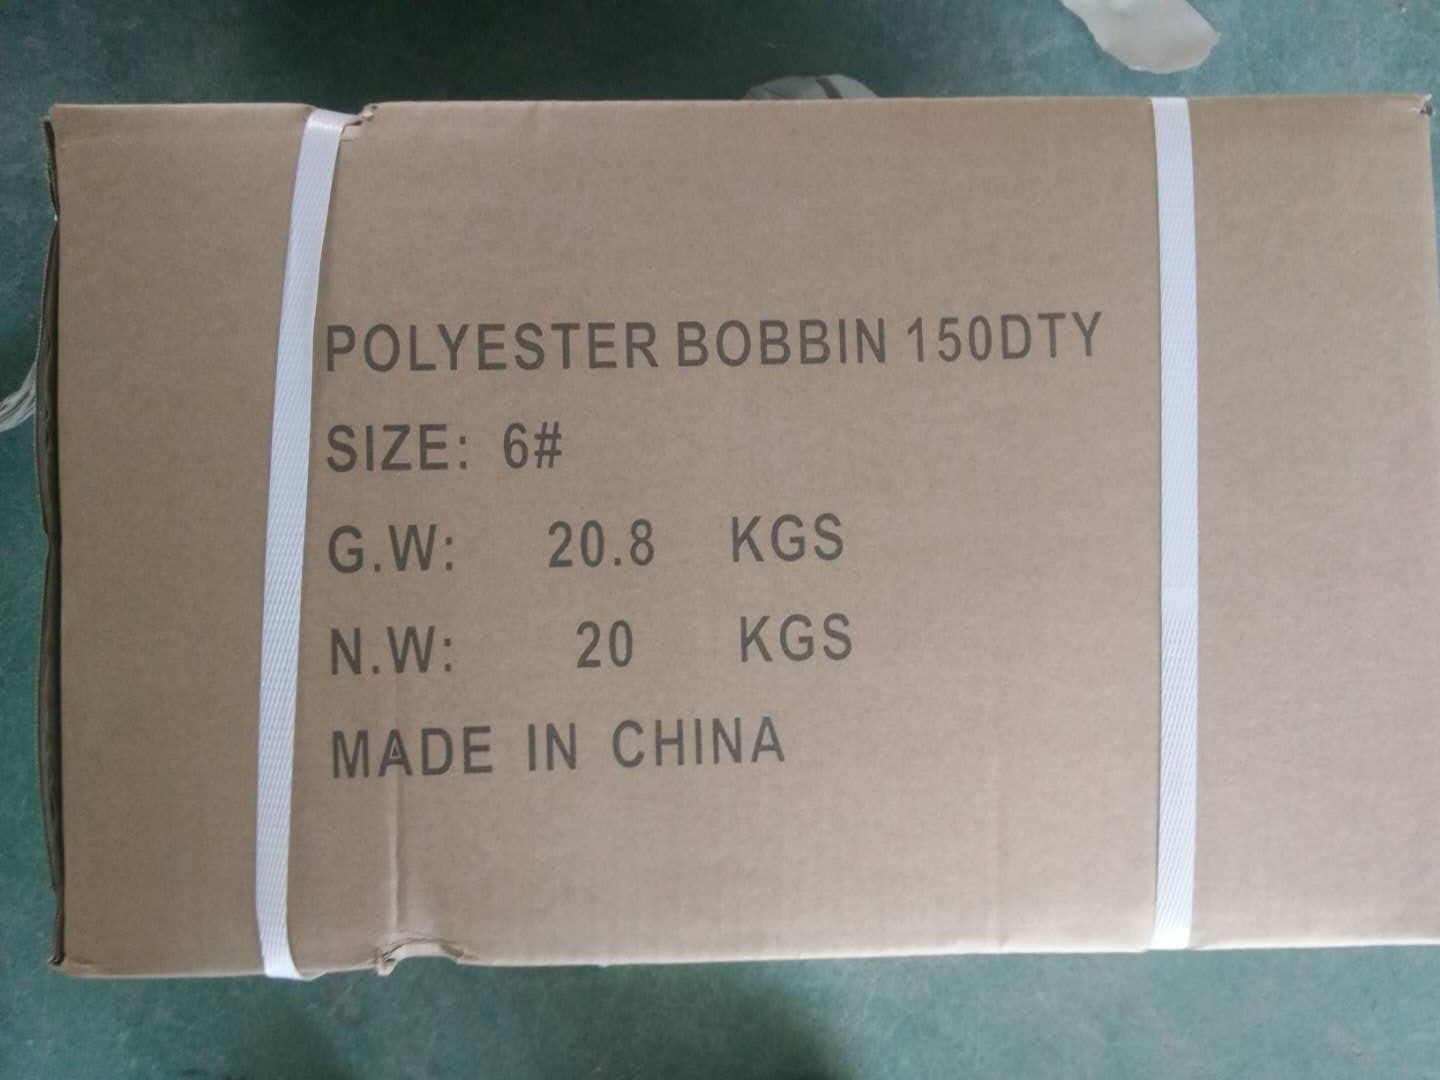 POLYESTER BOBBIN 150DTY
SIZE: 6#
G.W: 20.8 KGS
N.W: 20 KGS
MADE IN CHINA